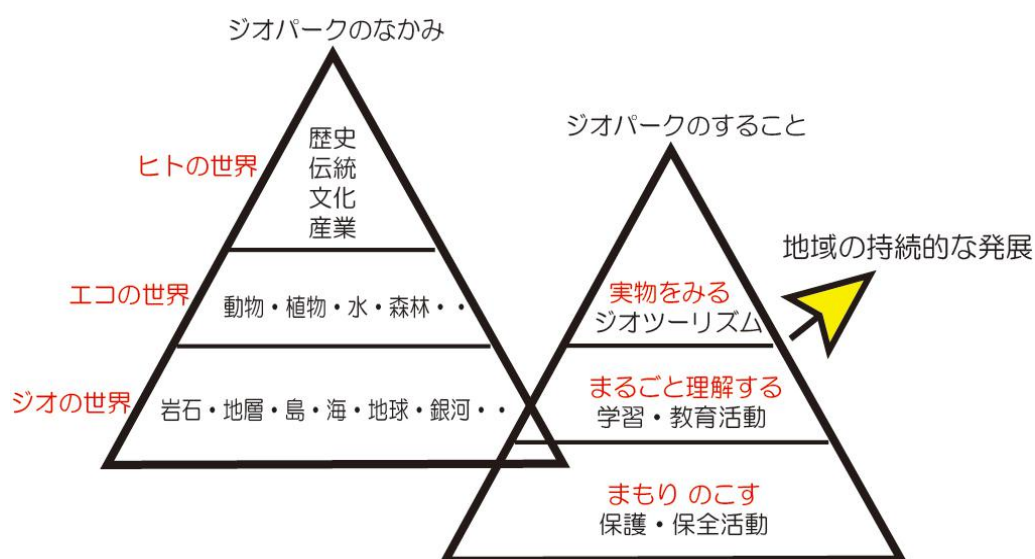 ジオパークのなかみ
ヒトの世界
歴史
伝統
文化
産業
エコの世界
動物・植物・水・森林・・
ジオの世界
岩石・地層・島・海・地球・銀河・・
ジオパークのすること
実物をみる
ジオツーリズム
まるごと理解する
学習・教育活動
まもり のこす
保護・保全活動
地域の持続的な発展